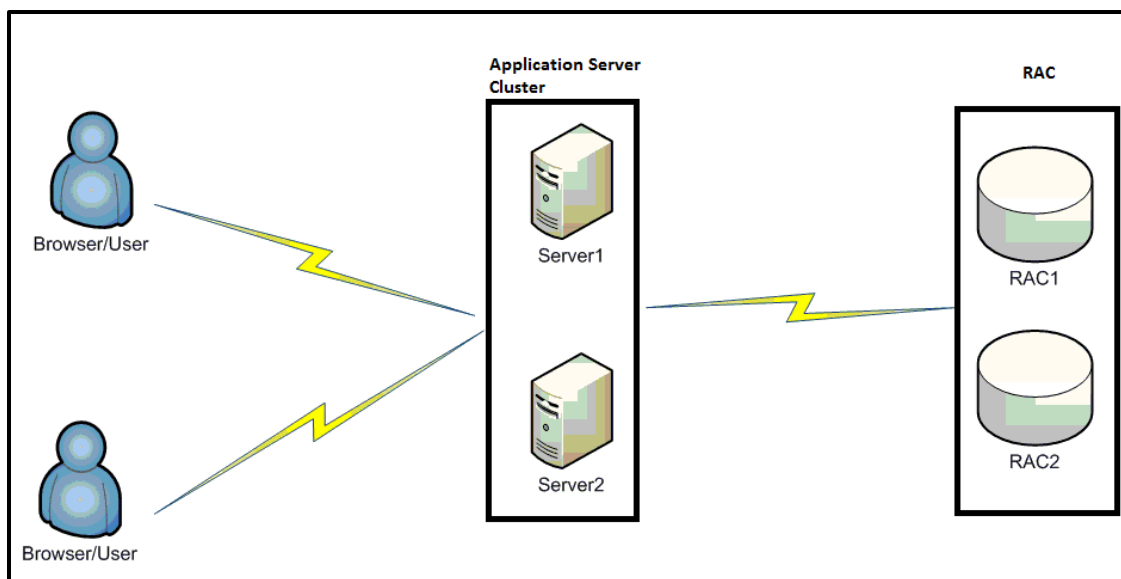 Application Server
Cluster
RAC
Browser/User
Server1
RAC1
Browser/User
Server2
RAC2